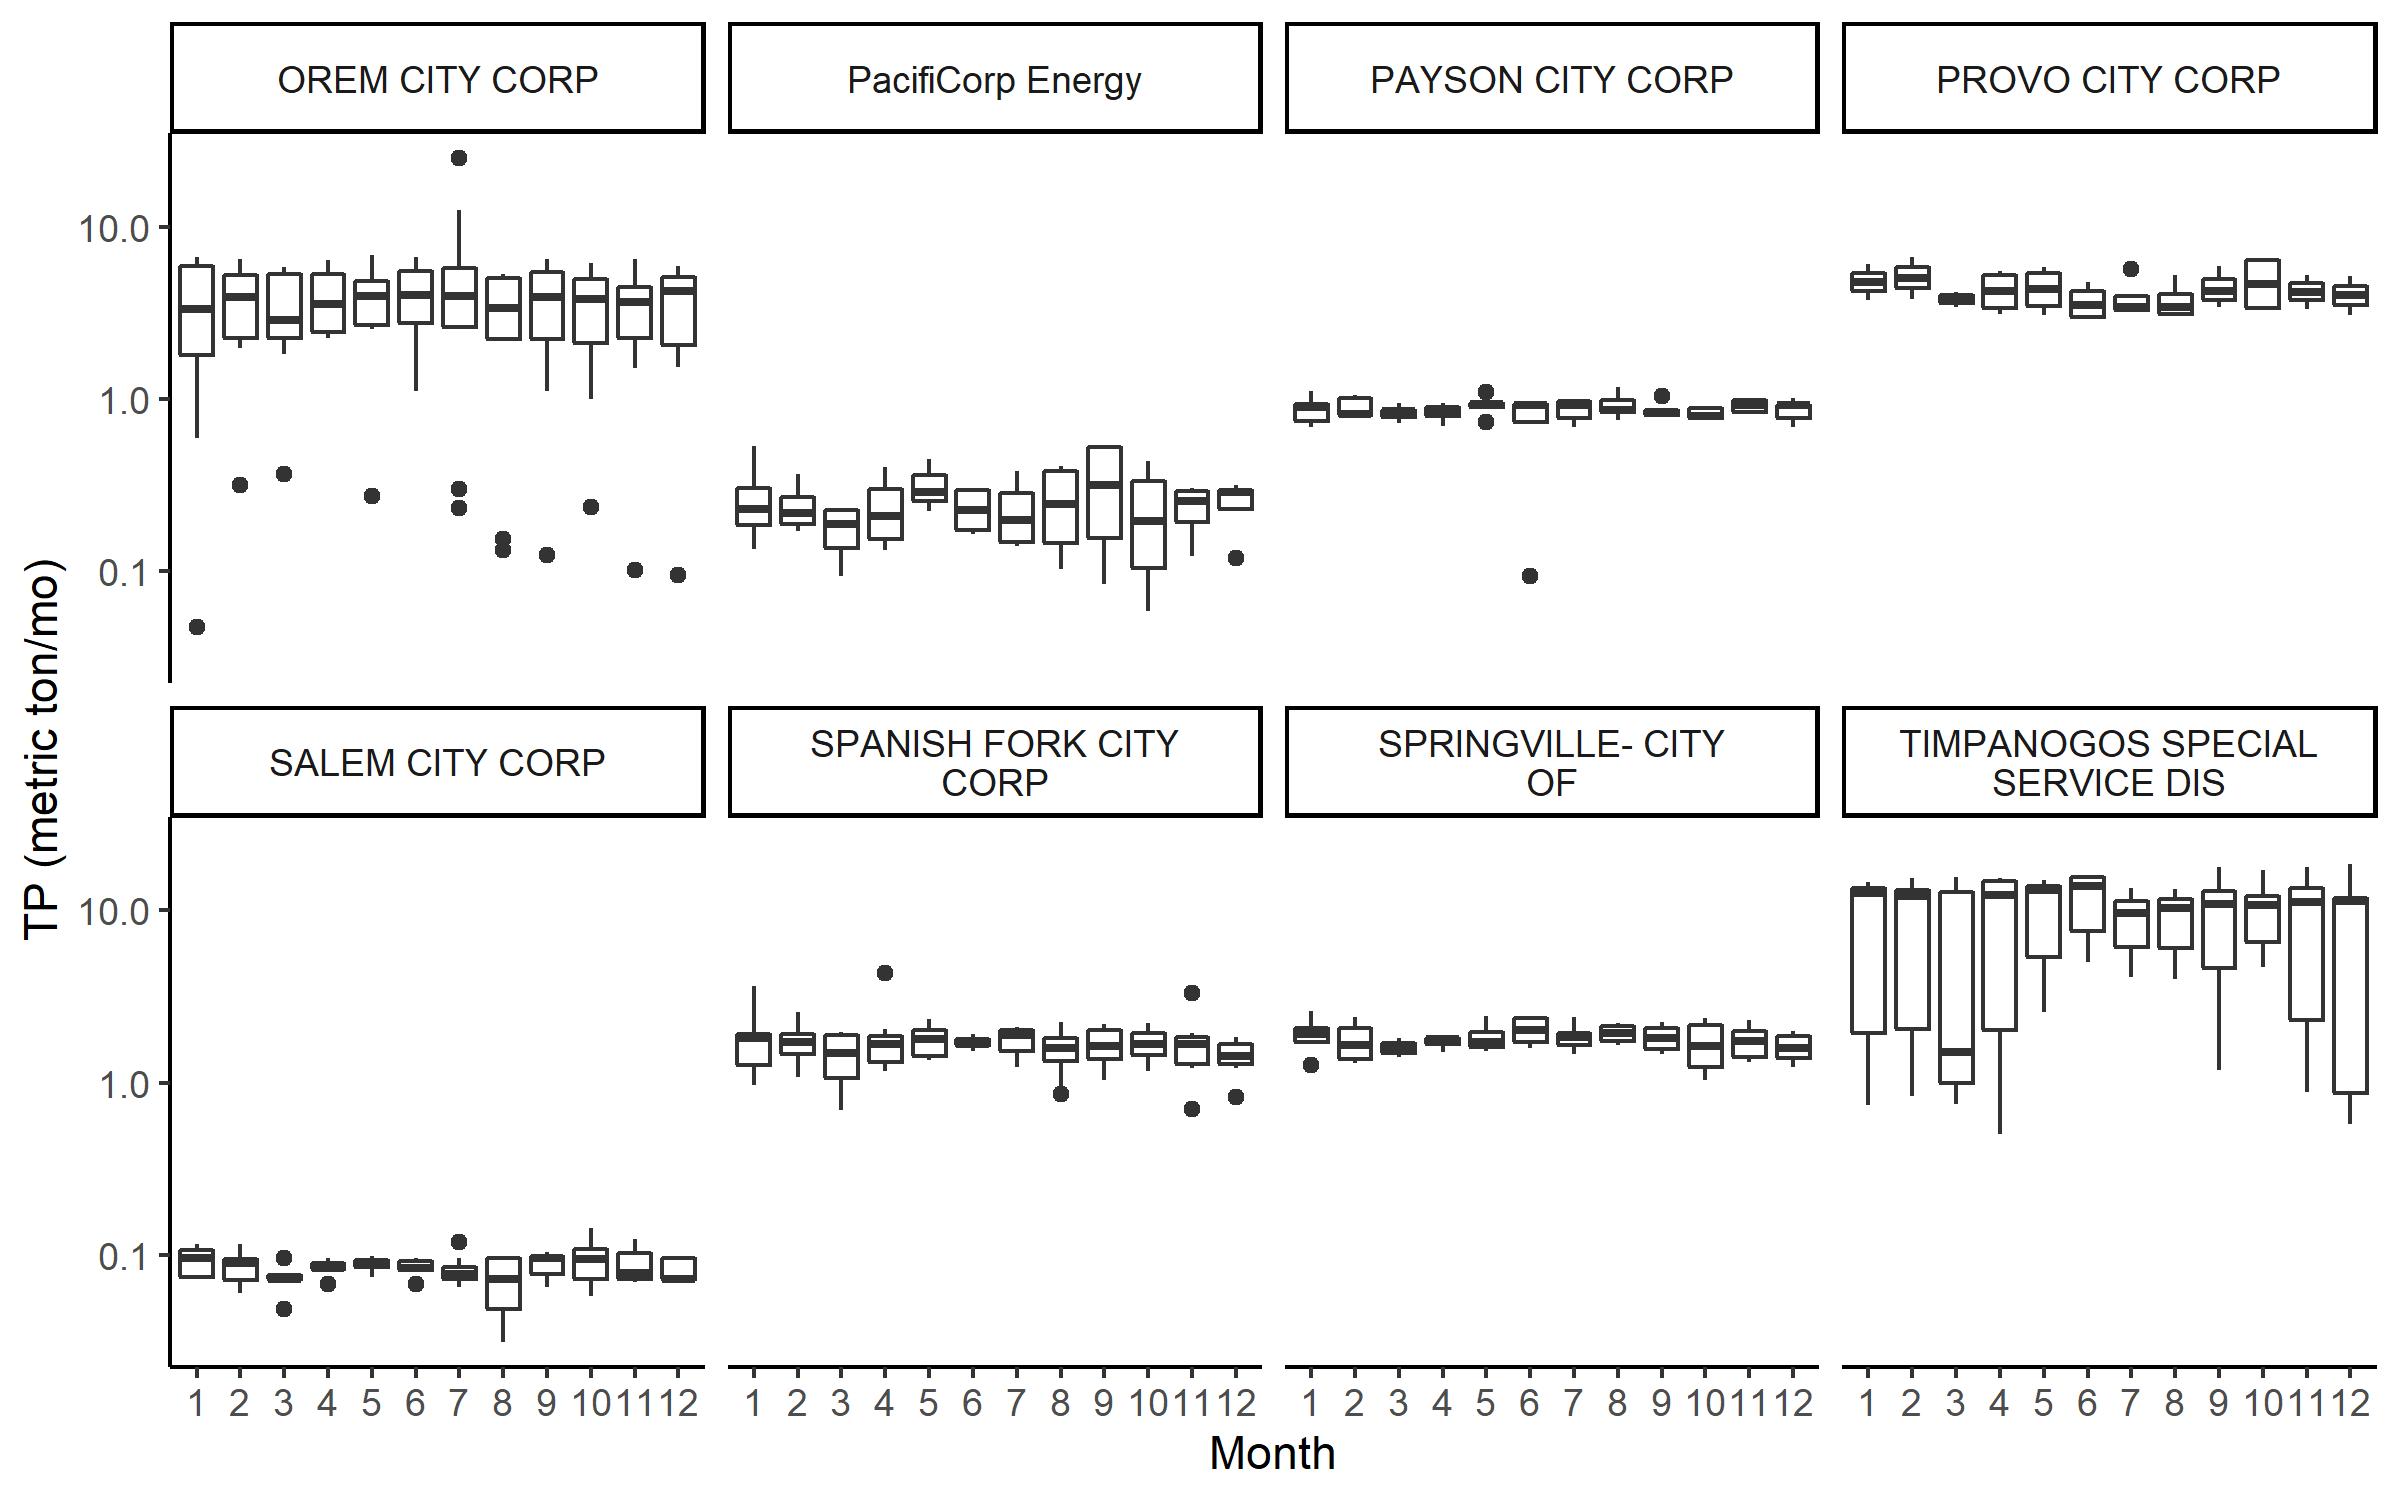 OREM CITY CORP
PacifiCorp Energy
PAYSON CITY CORP
PROVO CITY CORP
10.0
1.0
0.1
SALEM CITY CORP
SPANISH FORK CITY
CORP
SPRINGVILLE- CITY
OF
TIMPANOGOS SPECIAL
SERVICE DIS
10.0
1.0
0.1
1 2 3 4 5 6 7 8 9 10 11 12
1 2 3 4 5 6 7 8 9 10 11 12
1 2 3 4 5 6 7 8 9 10 11 12
1 2 3 4 5 6 7 8 9 10 11 12
Month
TP (metric ton/mo)